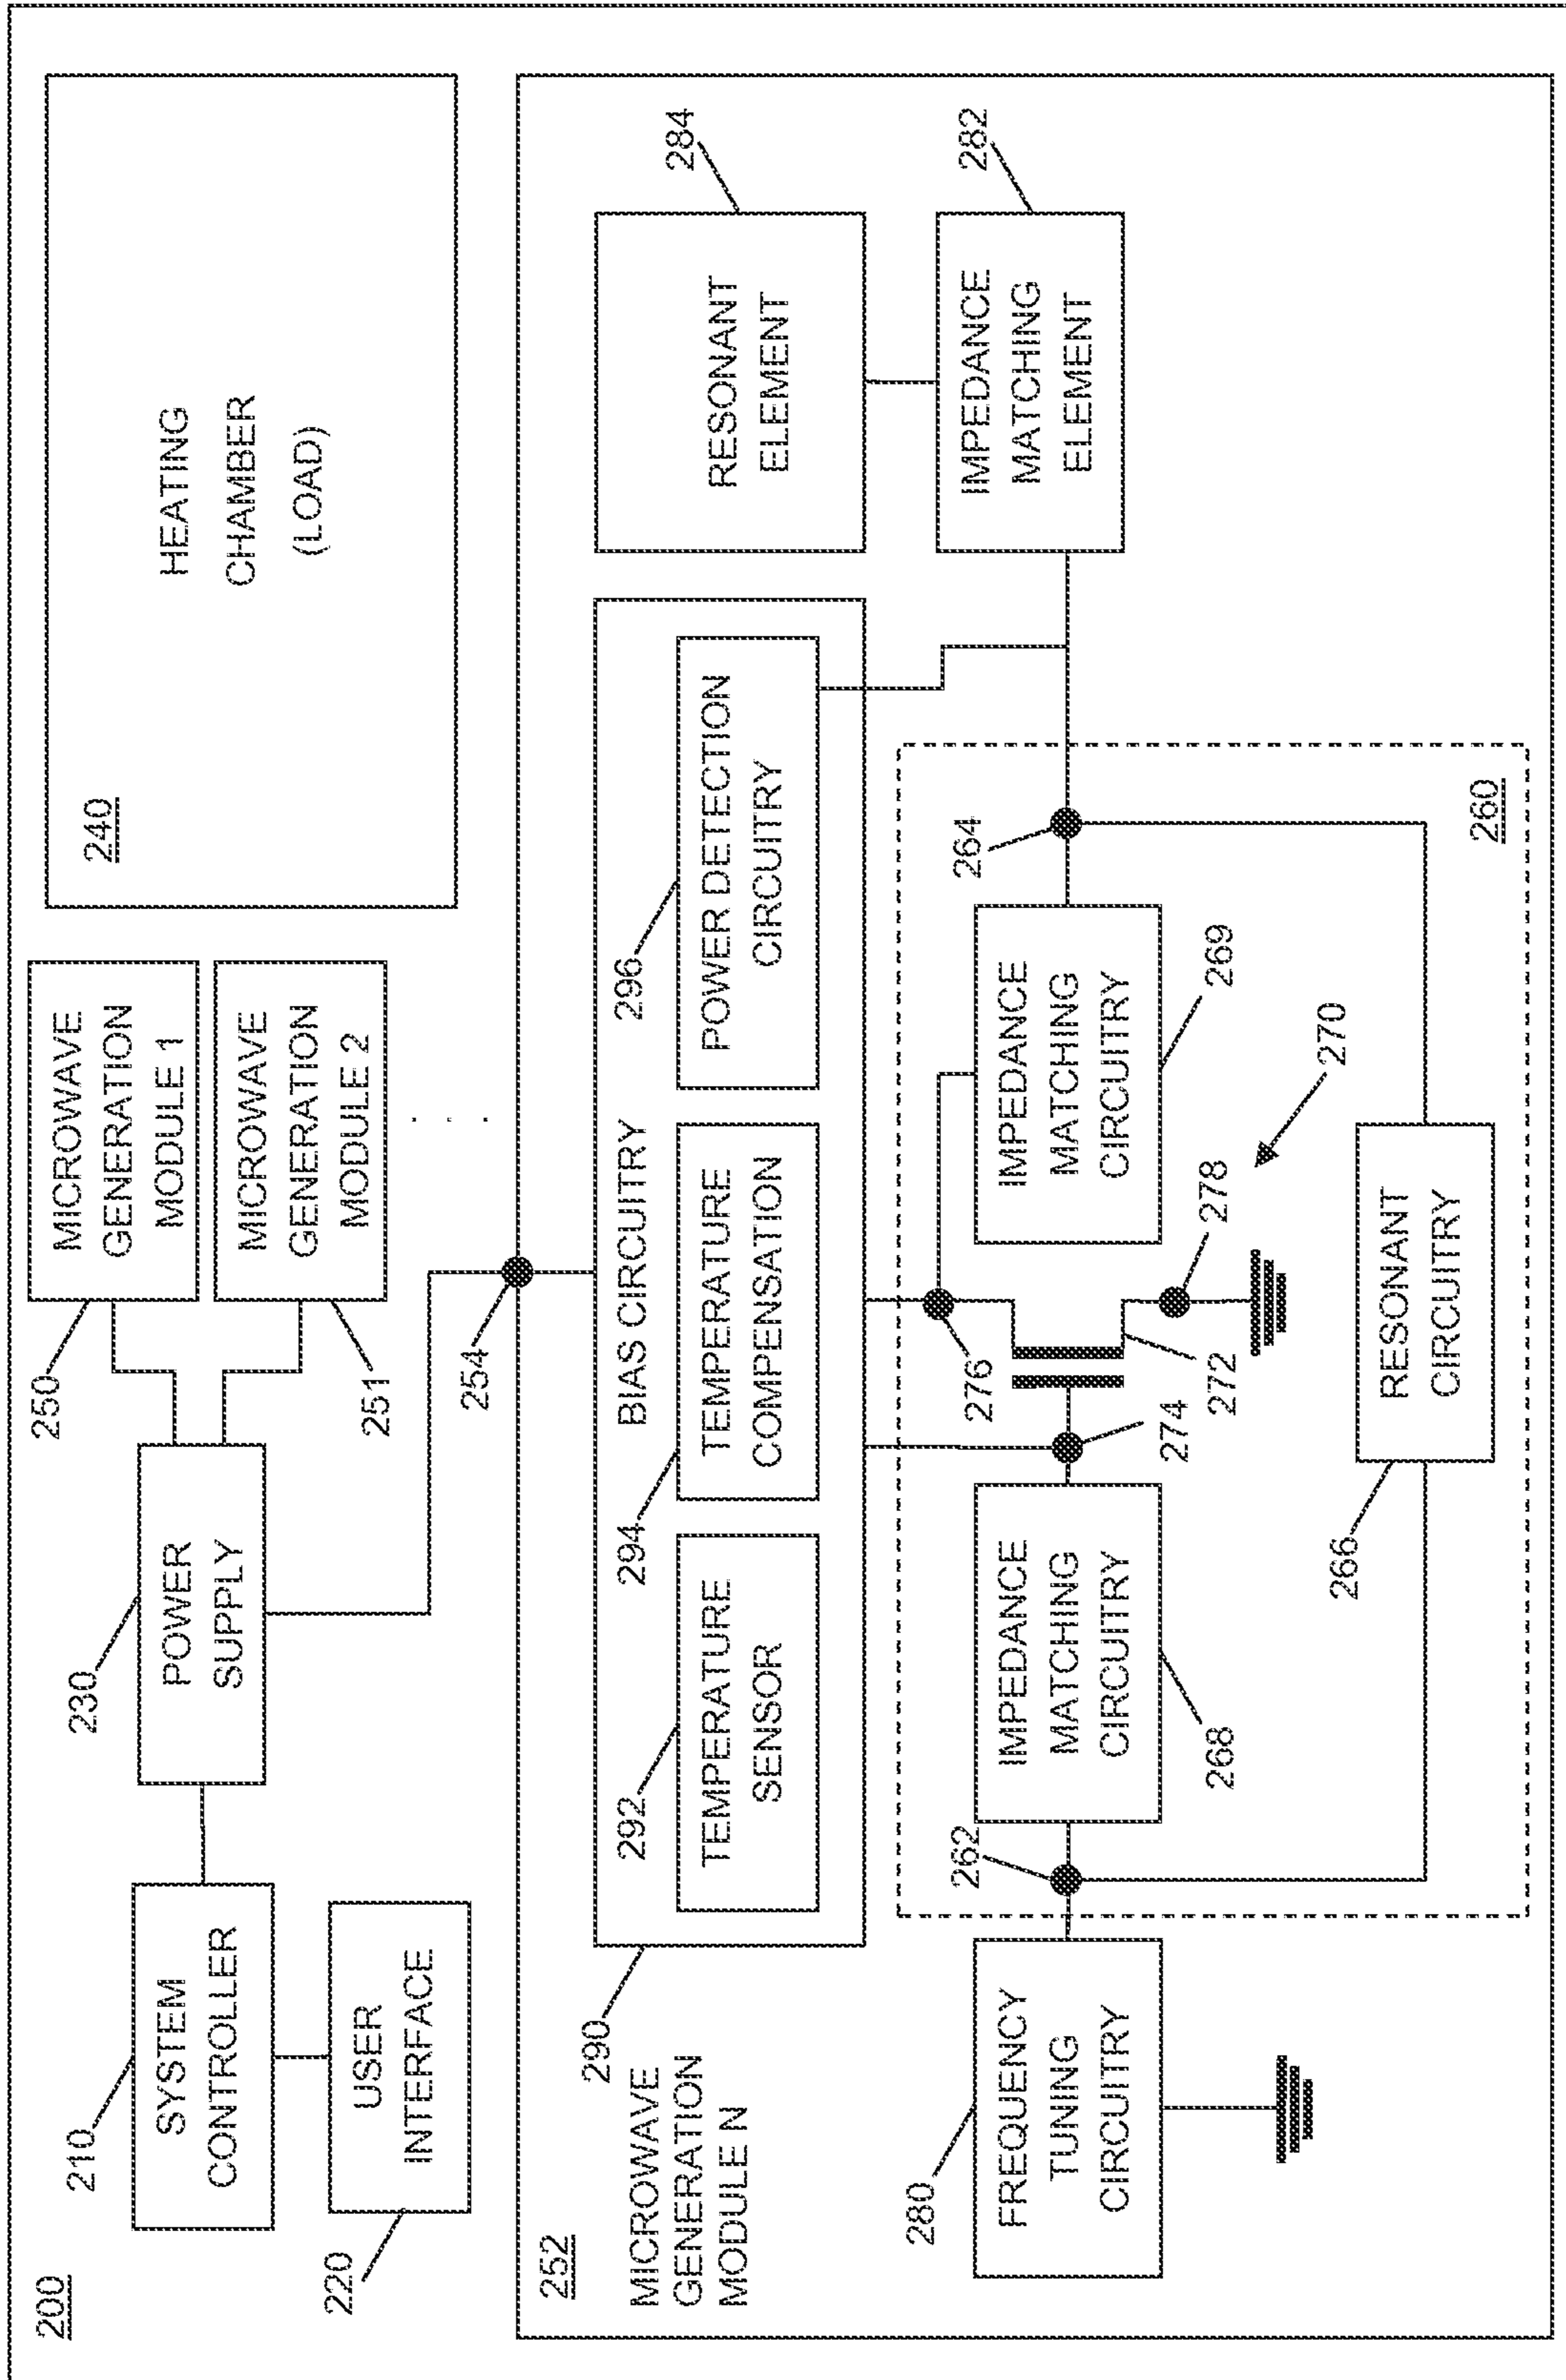 200
210
SYSTEM
CONTROLLER
220
USER
INTERFACE
230
POWER
SUPPLY
250
MICROWAVE
GENERATION
MODULE 1
251
MICROWAVE
GENERATION
MODULE 2
. . .
240
HEATING
CHAMBER
(LOAD)
252
MICROWAVE
GENERATION
MODULE N
254
290
BIAS CIRCUITRY
292
TEMPERATURE
SENSOR
294
TEMPERATURE
COMPENSATION
296
POWER DETECTION
CIRCUITRY
284
RESONANT
ELEMENT
282
IMPEDANCE
MATCHING
ELEMENT
280
FREQUENCY
TUNING
CIRCUITRY
262
268
IMPEDANCE
MATCHING
CIRCUITRY
274
276
272
278
270
269
IMPEDANCE
MATCHING
CIRCUITRY
264
266
RESONANT
CIRCUITRY
260